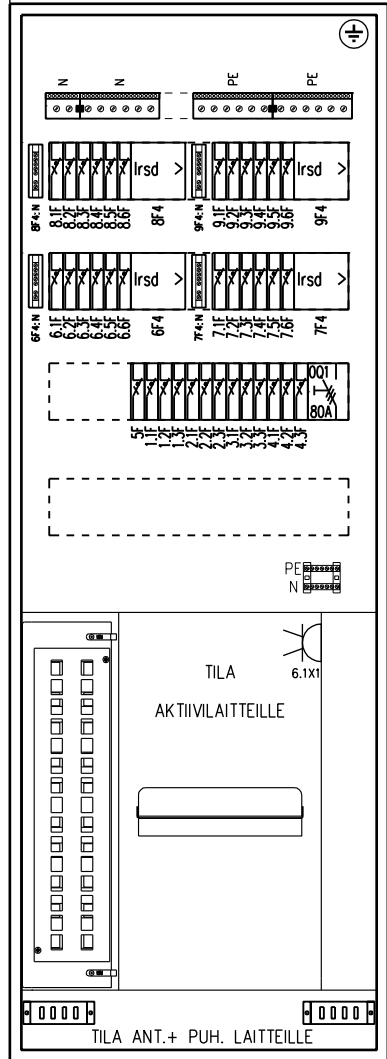 N N PE PE
8F4:N 8.1F 8.2F 8.3F 8.4F 8.5F 8.6F Irsd > 8F4 9F4:N 9.1F 9.2F 9.3F 9.4F 9.5F 9.6F Irsd > 9F4
6F4:N 6.1F 6.2F 6.3F 6.4F 6.5F 6.6F Irsd > 6F4 7F4:N 7.1F 7.2F 7.3F 7.4F 7.5F 7.6F Irsd > 7F4
001
80A
5F 1.1F 1.2F 1.3F 2.1F 2.2F 2.3F 3.1F 3.2F 3.3F 4.1F 4.2F 4.3F
PE
N
6.1X1
TILA
AKTIIVILAITTEILLE
TILA ANT.+ PUH. LAITTEILLE